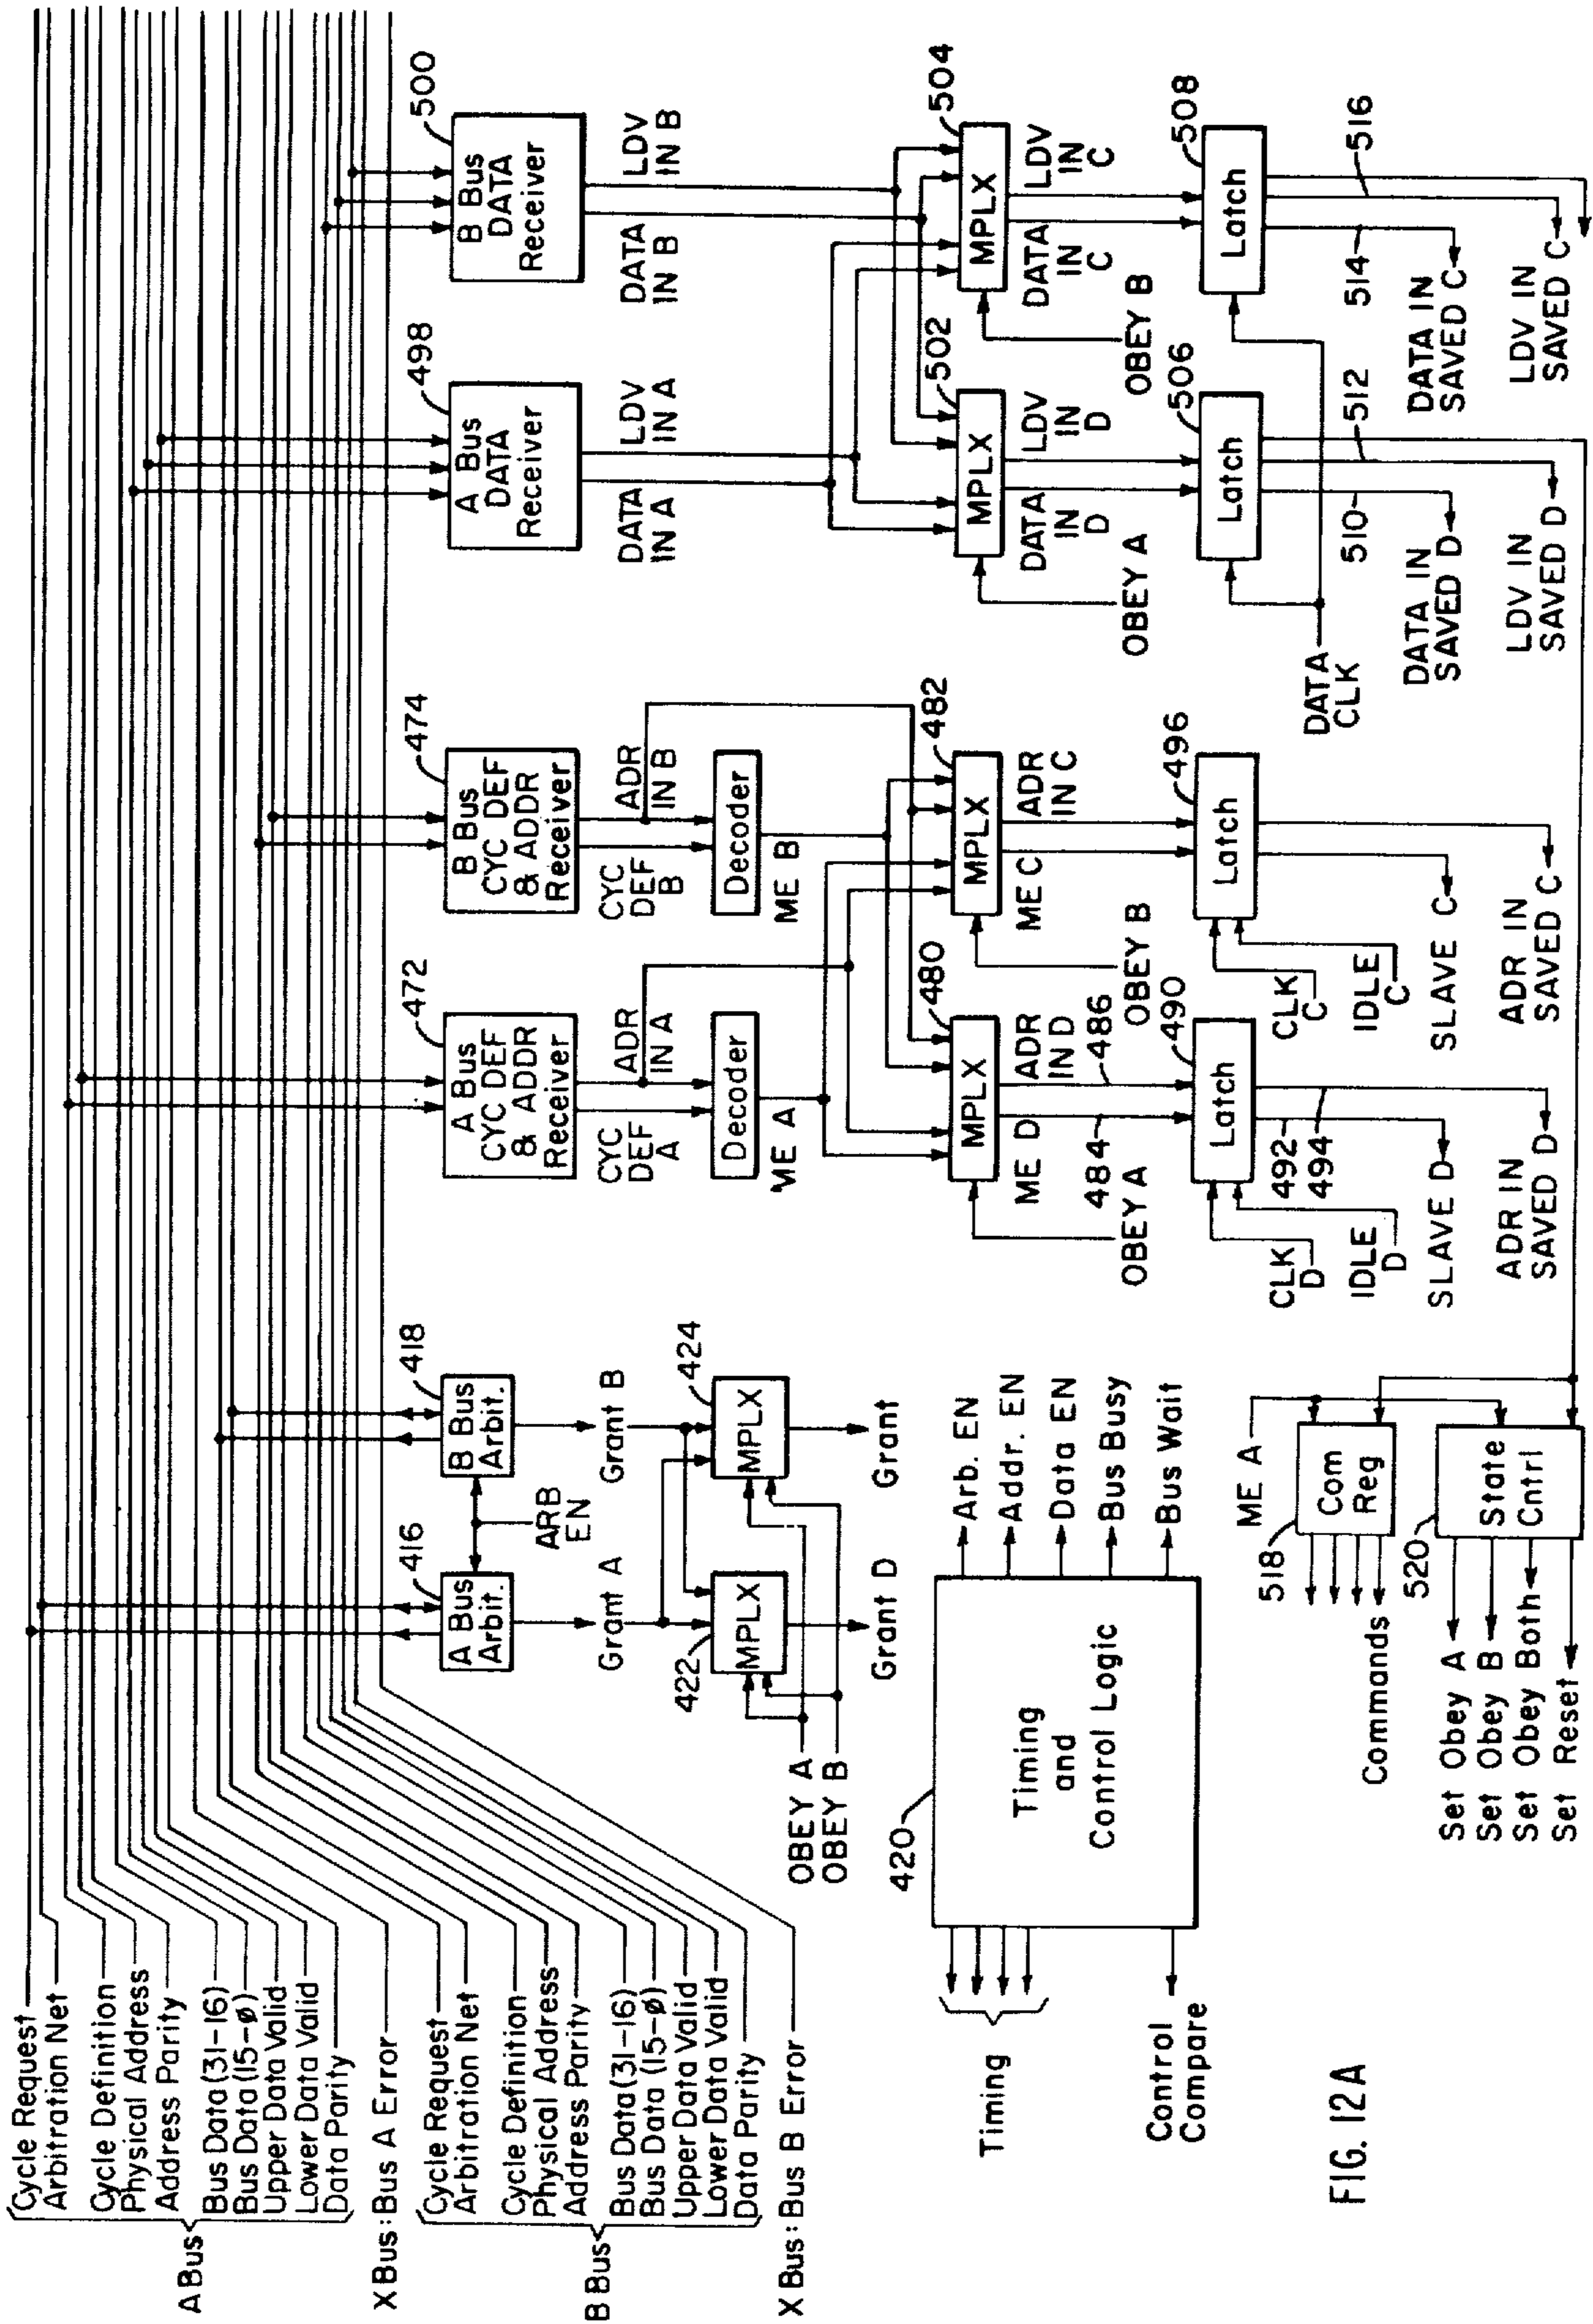 Cycle Request
Arbitration Net
Cycle Definition
Physical Address
Address Parity
Bus Data (31-16)
Bus Data (15-ø)
Upper Data Valid
Lower Data Valid
Data Parity
A Bus
X Bus: Bus A Error
Cycle Request
Arbitration Net
Cycle Definition
Physical Address
Address Parity
Bus Data (31-16)
Bus Data (15-ø)
Upper Data Valid
Lower Data Valid
Data Parity
B Bus
X Bus: Bus B Error
A Bus
Arbit.
416
B Bus
Arbit.
418
ARB
EN
Grant A
Grant B
422
MPLX
MPLX
424
OBEY A
OBEY B
Grant D
Grant
420
Timing
and
Control Logic
Timing
Control
Compare
Arb. EN
Addr. EN
Data EN
Bus Busy
Bus Wait
ME A
518
Com
Reg
Commands
520
State
Cntrl
Set Obey A
Set Obey B
Set Obey Both
Set Reset
A Bus
CYC DEF
& ADDR
Receiver
472
B Bus
CYC DEF
& ADDR
Receiver
474
CYC
DEF
A
ADR
IN A
CYC
DEF
B
ADR
IN B
Decoder
Decoder
ME A
ME B
MPLX
480
MPLX
482
OBEY A
ME D
ADR
IN D
484
486
OBEY B
ME C
ADR
IN C
Latch
490
Latch
496
CLK
D
IDLE
D
492
494
CLK
C
IDLE
C
SLAVE D
ADR IN
SAVED D
SLAVE C
ADR IN
SAVED C
A Bus
DATA
Receiver
498
B Bus
DATA
Receiver
500
DATA
IN A
LDV
IN A
DATA
IN B
LDV
IN B
MPLX
502
MPLX
504
OBEY A
DATA
IN
D
LDV
IN
D
OBEY B
DATA
IN
C
LDV
IN
C
Latch
506
Latch
508
DATA
CLK
510
512
514
516
DATA IN
SAVED D
LDV IN
SAVED D
DATA IN
SAVED C
LDV IN
SAVED C
FIG. 12A